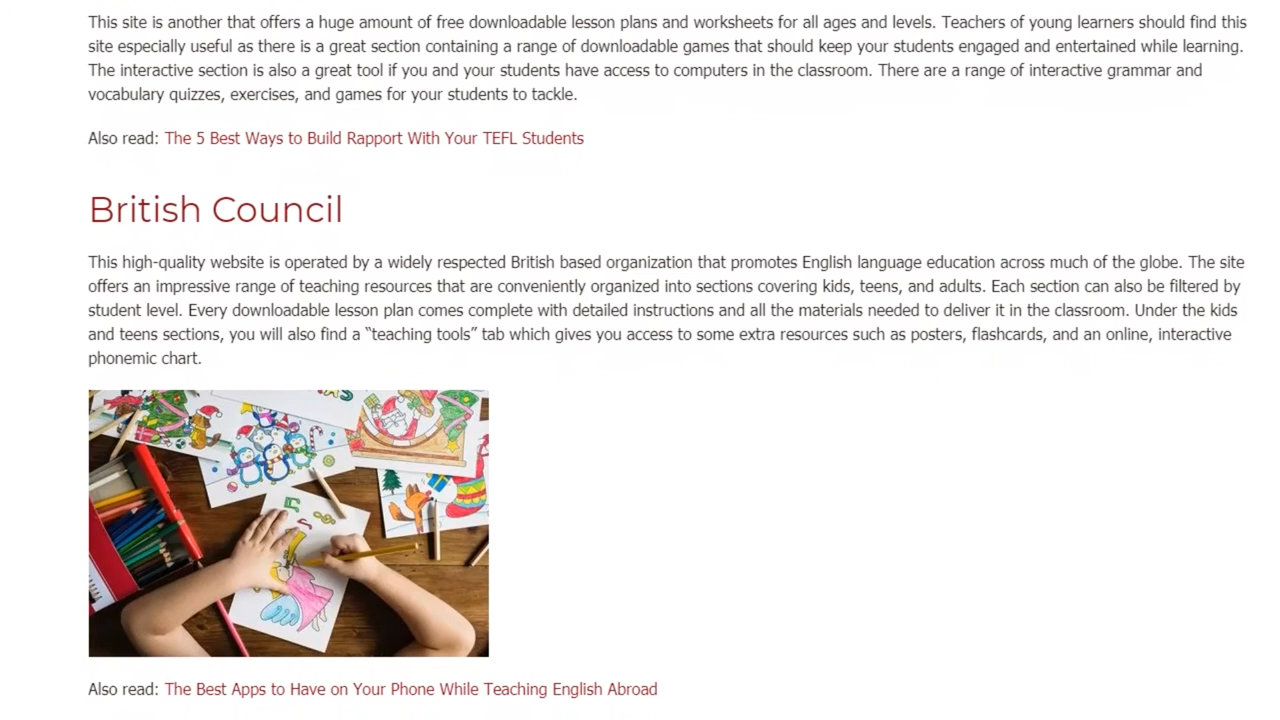 This site is another that offers a huge amount of free downloadable lesson plans and worksheets for all ages and levels. Teachers of young learners should find this
site especially useful as there is a great section containing a range of downloadable games that should keep your students engaged and entertained while learning.
The interactive section is also a great tool if you and your students have access to computers in the classroom. There are a range of interactive grammar and
vocabulary quizzes, exercises, and games for your students to tackle.
Also read: The 5 Best Ways to Build Rapport With Your TEFL Students
British Council
This high-quality website is operated by a widely respected British based organization that promotes English language education across much of the globe. The site
offers an impressive range of teaching resources that are conveniently organized into sections covering kids, teens, and adults. Each section can also be filtered by
student level. Every downloadable lesson plan comes complete with detailed instructions and all the materials needed to deliver it in the classroom. Under the kids
and teens sections, you will also find a “teaching tools” tab which gives you access to some extra resources such as posters, flashcards, and an online, interactive
phonemic chart.
Also read: The Best Apps to Have on Your Phone While Teaching English Abroad